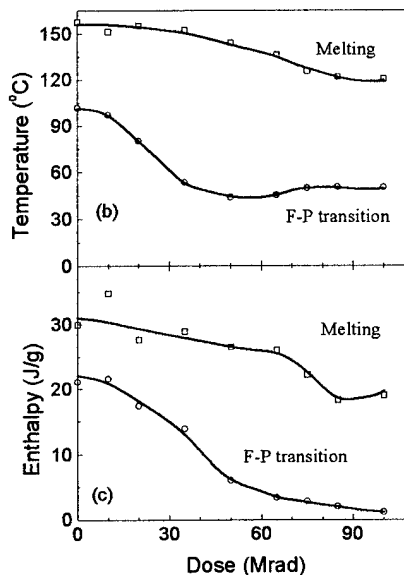 150
120
90
60
30
0
Temperature (°C)
Melting
(b)
F-P transition
40
30
20
10
0
Enthalpy (J/g)
Melting
F-P transition
(c)
0
30
60
90
Dose (Mrad)